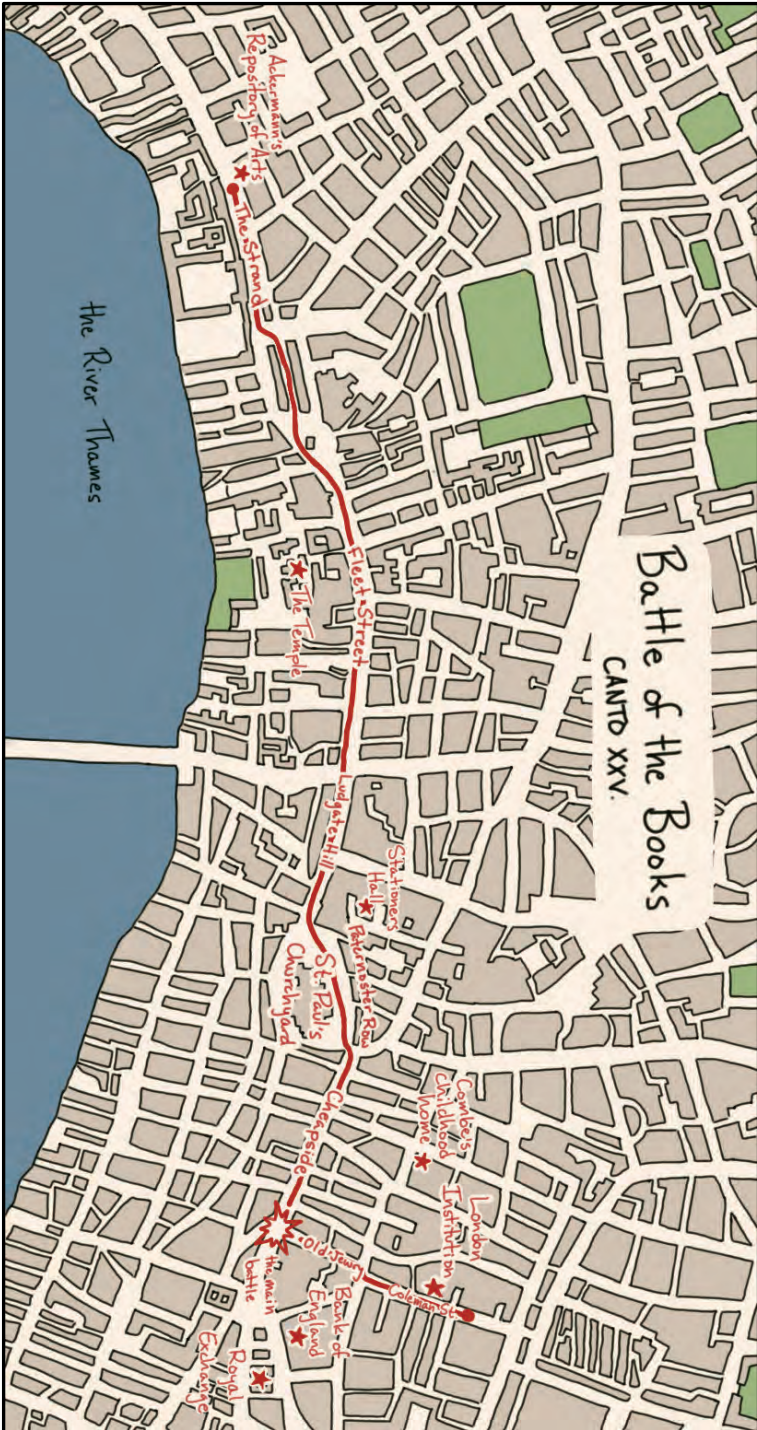 Battle of the Books
CANTO XXV.
Ackermann's
Repository of Arts
The Strand
the River Thames
Fleet Street
The Temple
Ludgate Hill
Stationers
Hall
Paternoster Row
St. Paul's
Churchyard
Cheapside
Combe's
childhood
home
London
Institution
Coleman St.
Old Jewry
the main
battle
Bank of
England
Royal
Exchange